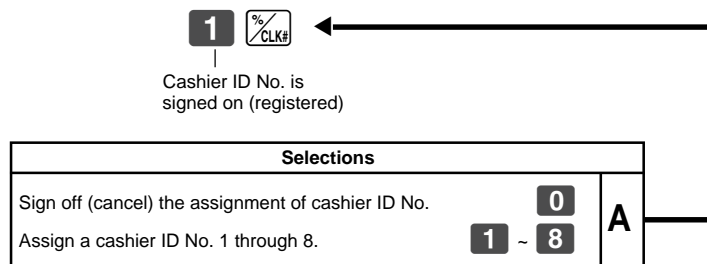 1 %/CLK#
Cashier ID No. is
signed on (registered)
Selections
Sign off (cancel) the assignment of cashier ID No. 0
Assign a cashier ID No. 1 through 8. 1 ~ 8
A